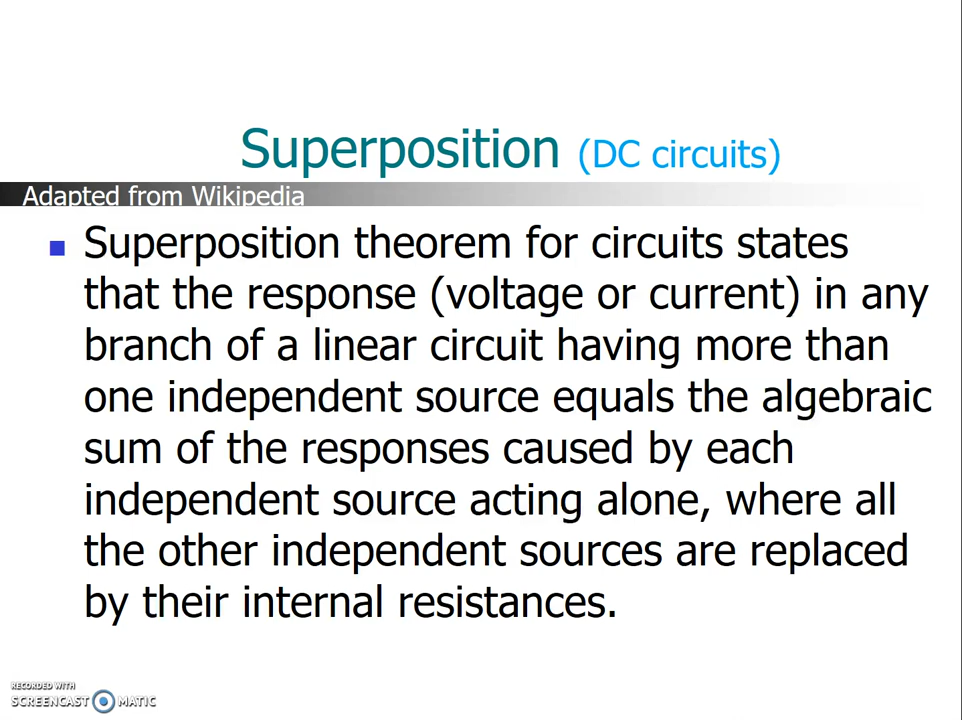 Superposition (DC circuits)
Adapted from Wikipedia
Superposition theorem for circuits states
that the response (voltage or current) in any
branch of a linear circuit having more than
one independent source equals the algebraic
sum of the responses caused by each
independent source acting alone, where all
the other independent sources are replaced
by their internal resistances.
RECORDED WITH
SCREENCAST MATIC